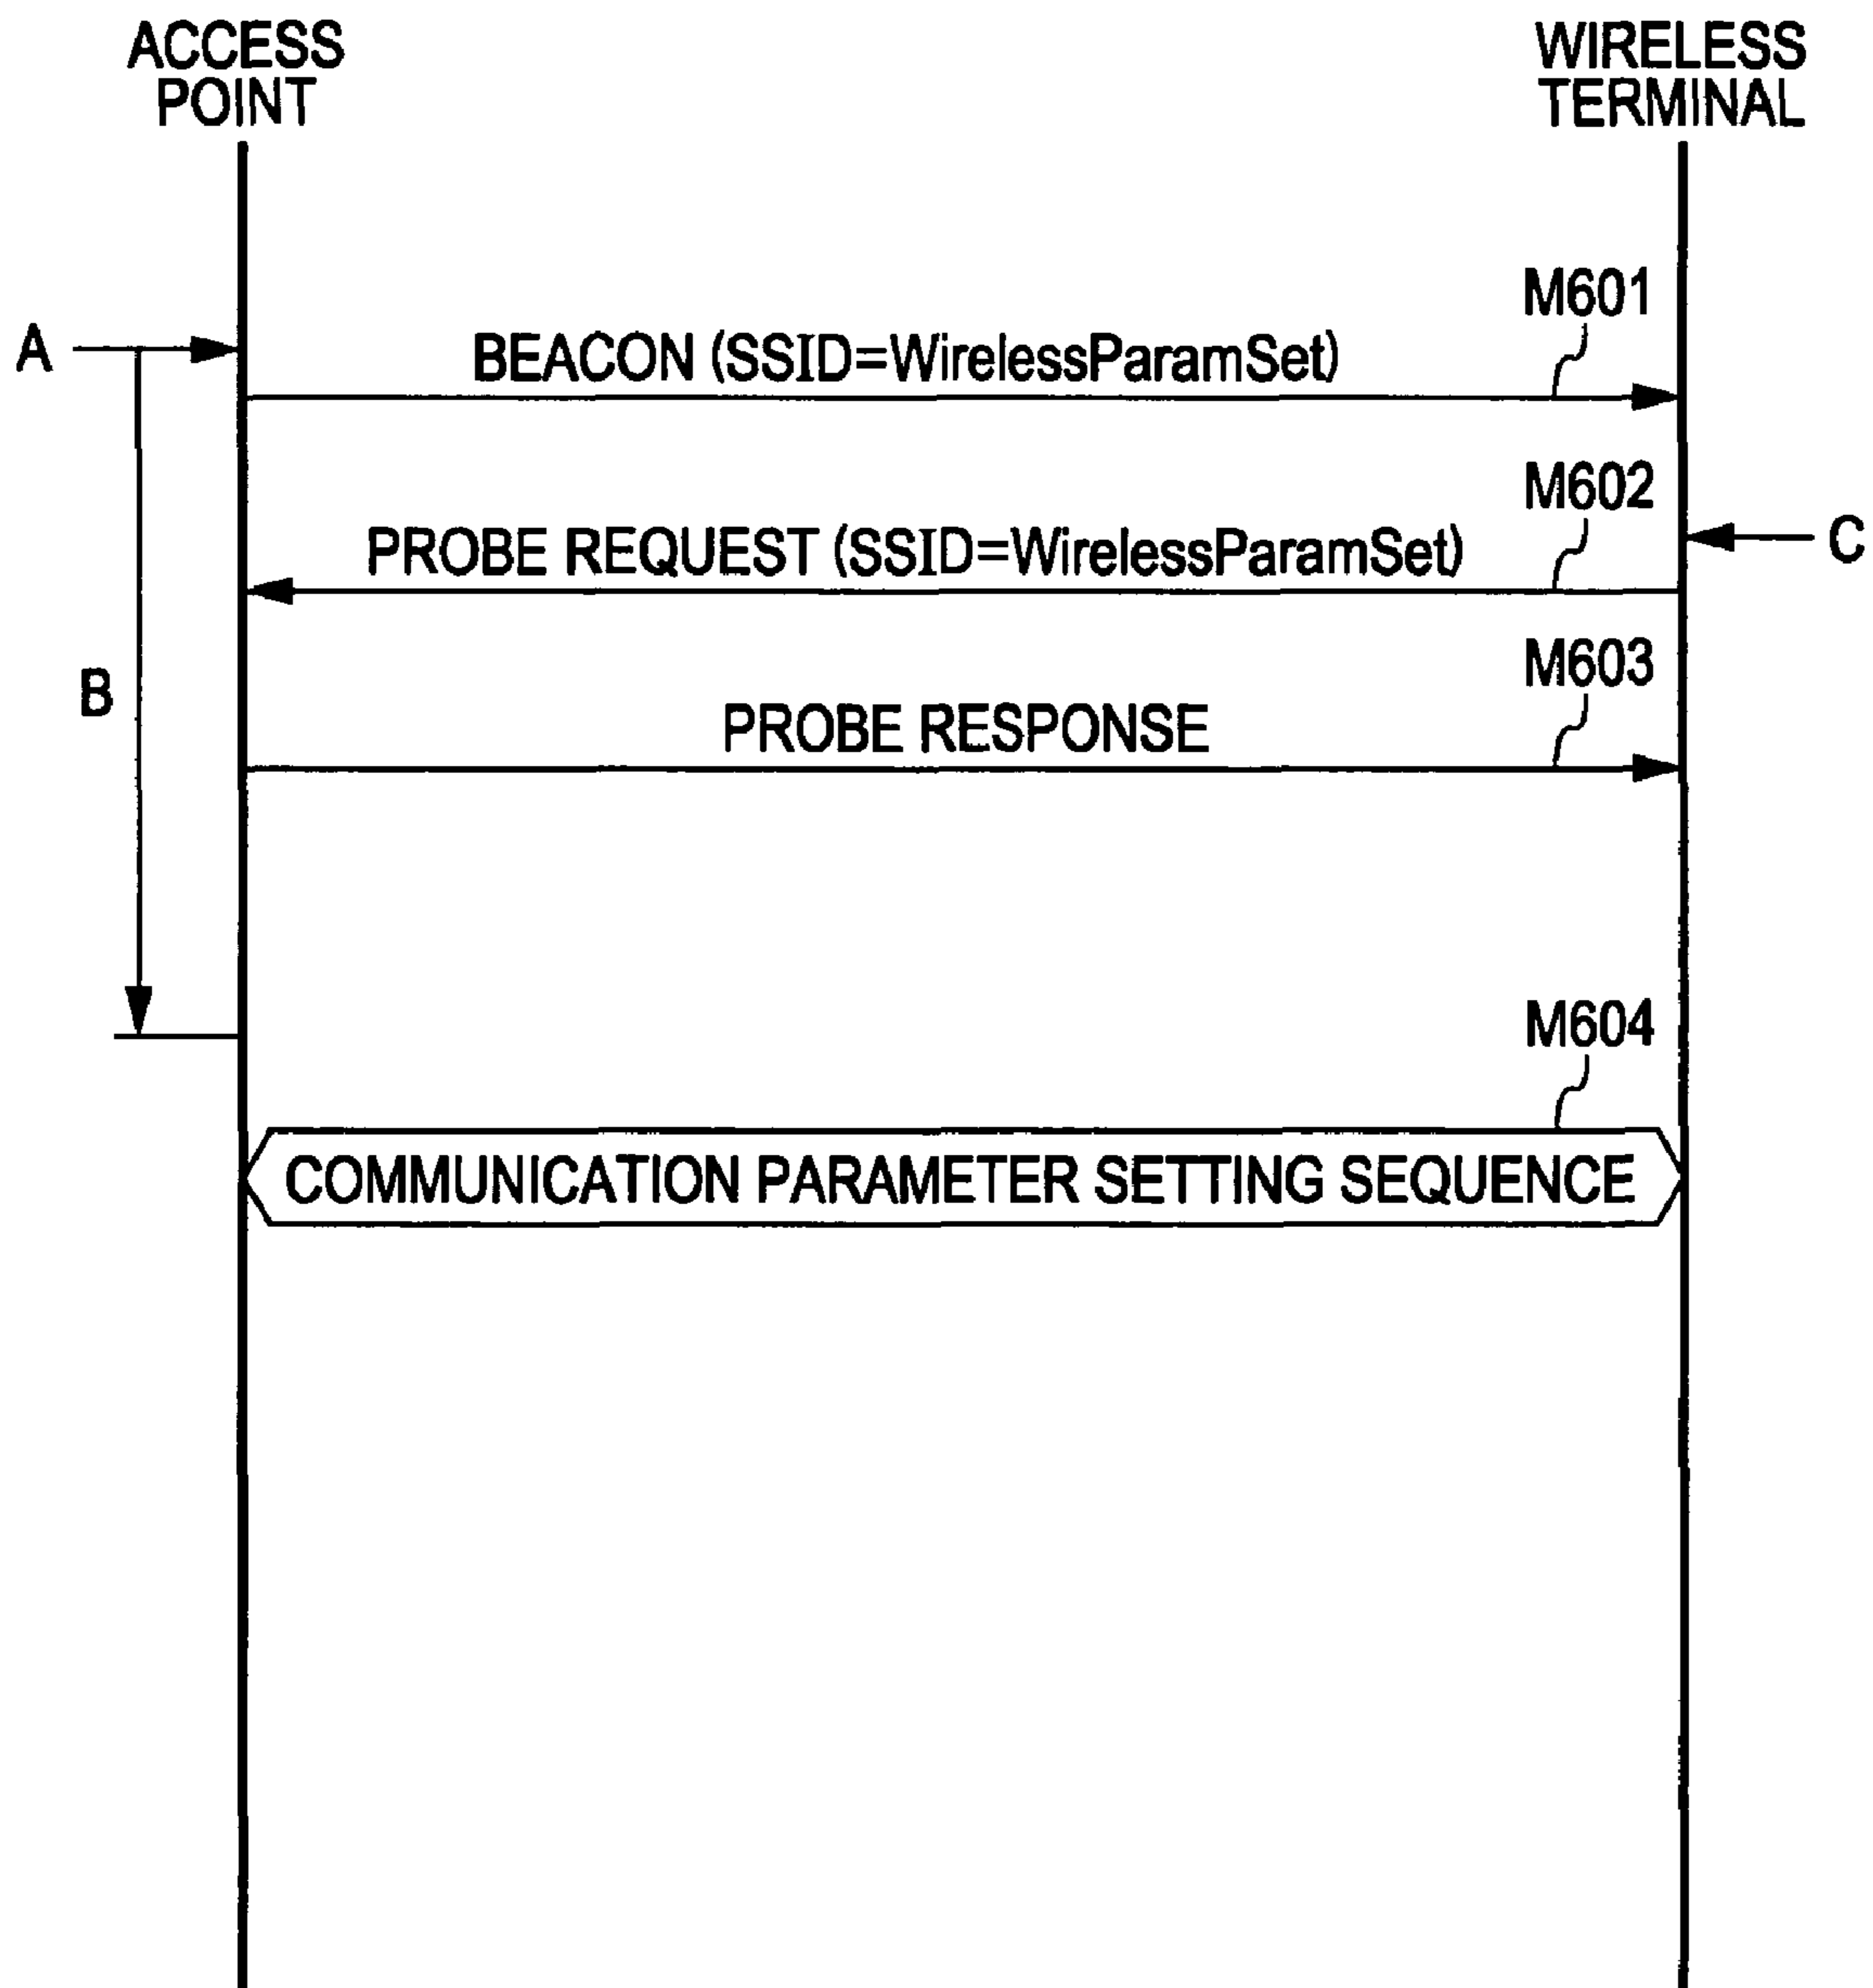 ACCESS
POINT
WIRELESS
TERMINAL
M601
A
BEACON (SSID=WirelessParamSet)
M602
PROBE REQUEST (SSID=WirelessParamSet)
C
M603
B
PROBE RESPONSE
M604
COMMUNICATION PARAMETER SETTING SEQUENCE